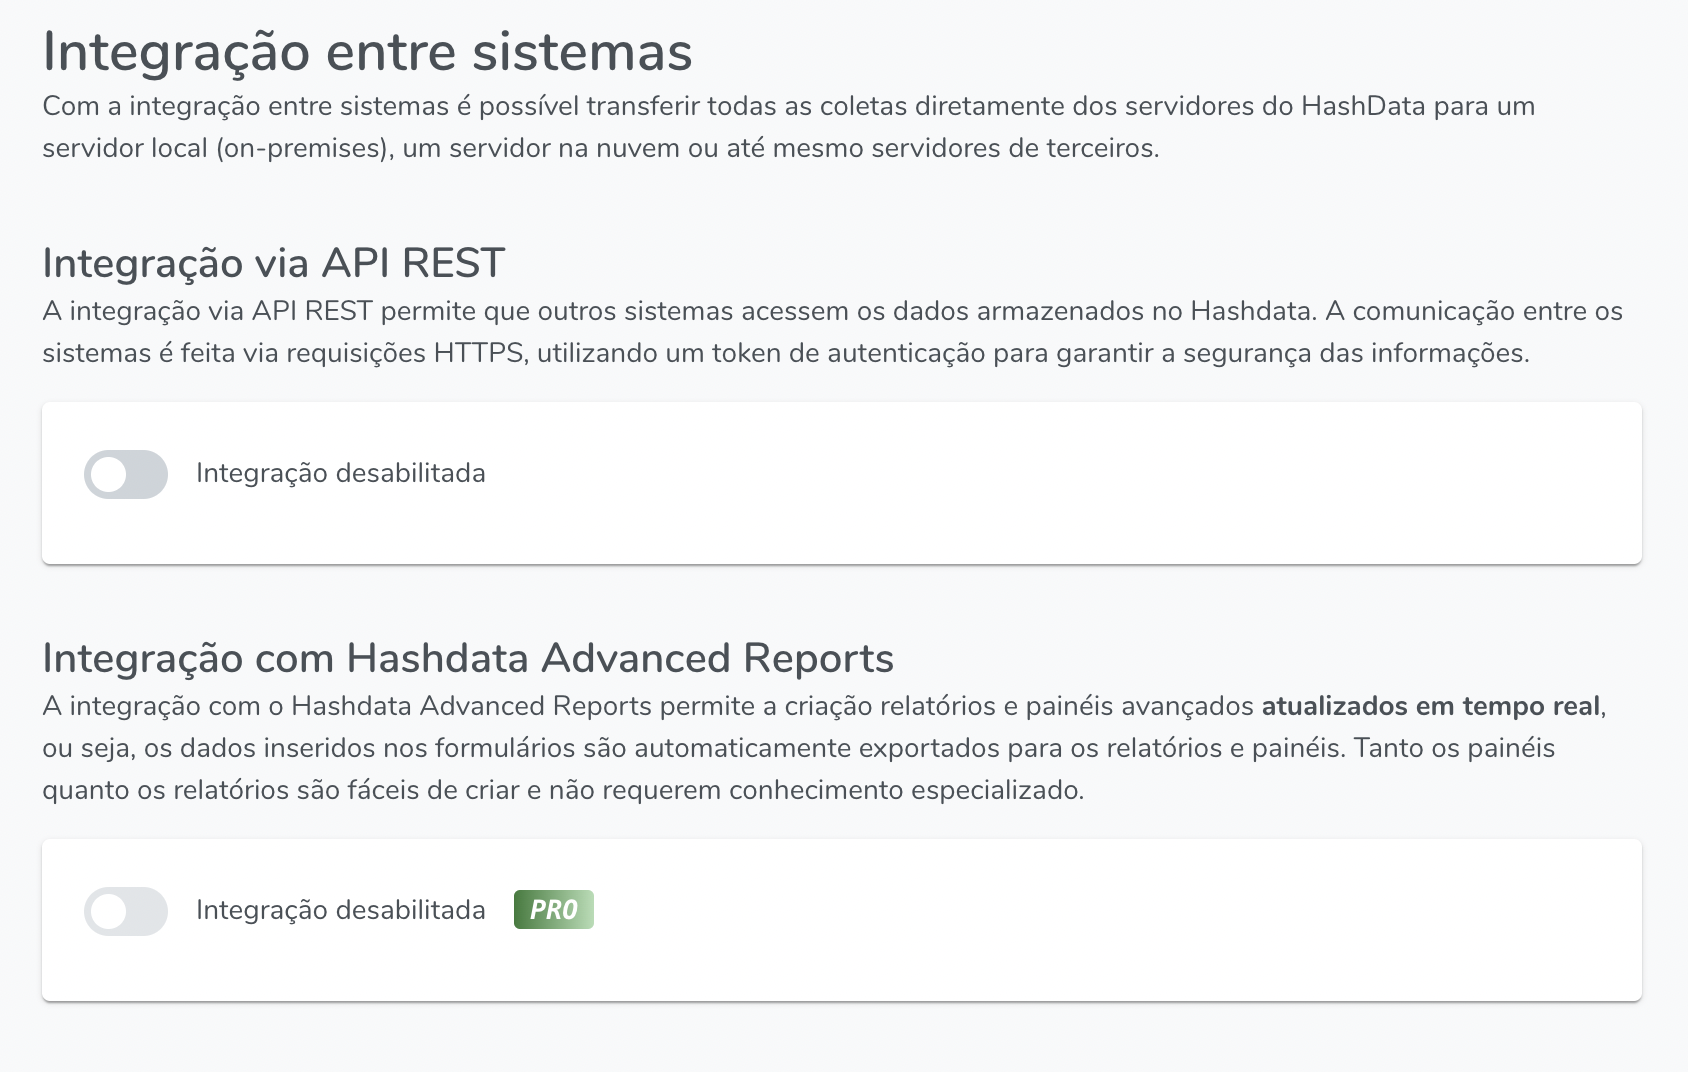 Integração entre sistemas
Com a integração entre sistemas é possível transferir todas as coletas diretamente dos servidores do HashData para um
servidor local (on-premises), um servidor na nuvem ou até mesmo servidores de terceiros.
Integração via API REST
A integração via API REST permite que outros sistemas acessem os dados armazenados no Hashdata. A comunicação entre os
sistemas é feita via requisições HTTPS, utilizando um token de autenticação para garantir a segurança das informações.
Integração desabilitada
Integração com Hashdata Advanced Reports
A integração com o Hashdata Advanced Reports permite a criação relatórios e painéis avançados atualizados em tempo real,
ou seja, os dados inseridos nos formulários são automaticamente exportados para os relatórios e painéis. Tanto os painéis
quanto os relatórios são fáceis de criar e não requerem conhecimento especializado.
Integração desabilitada PRO